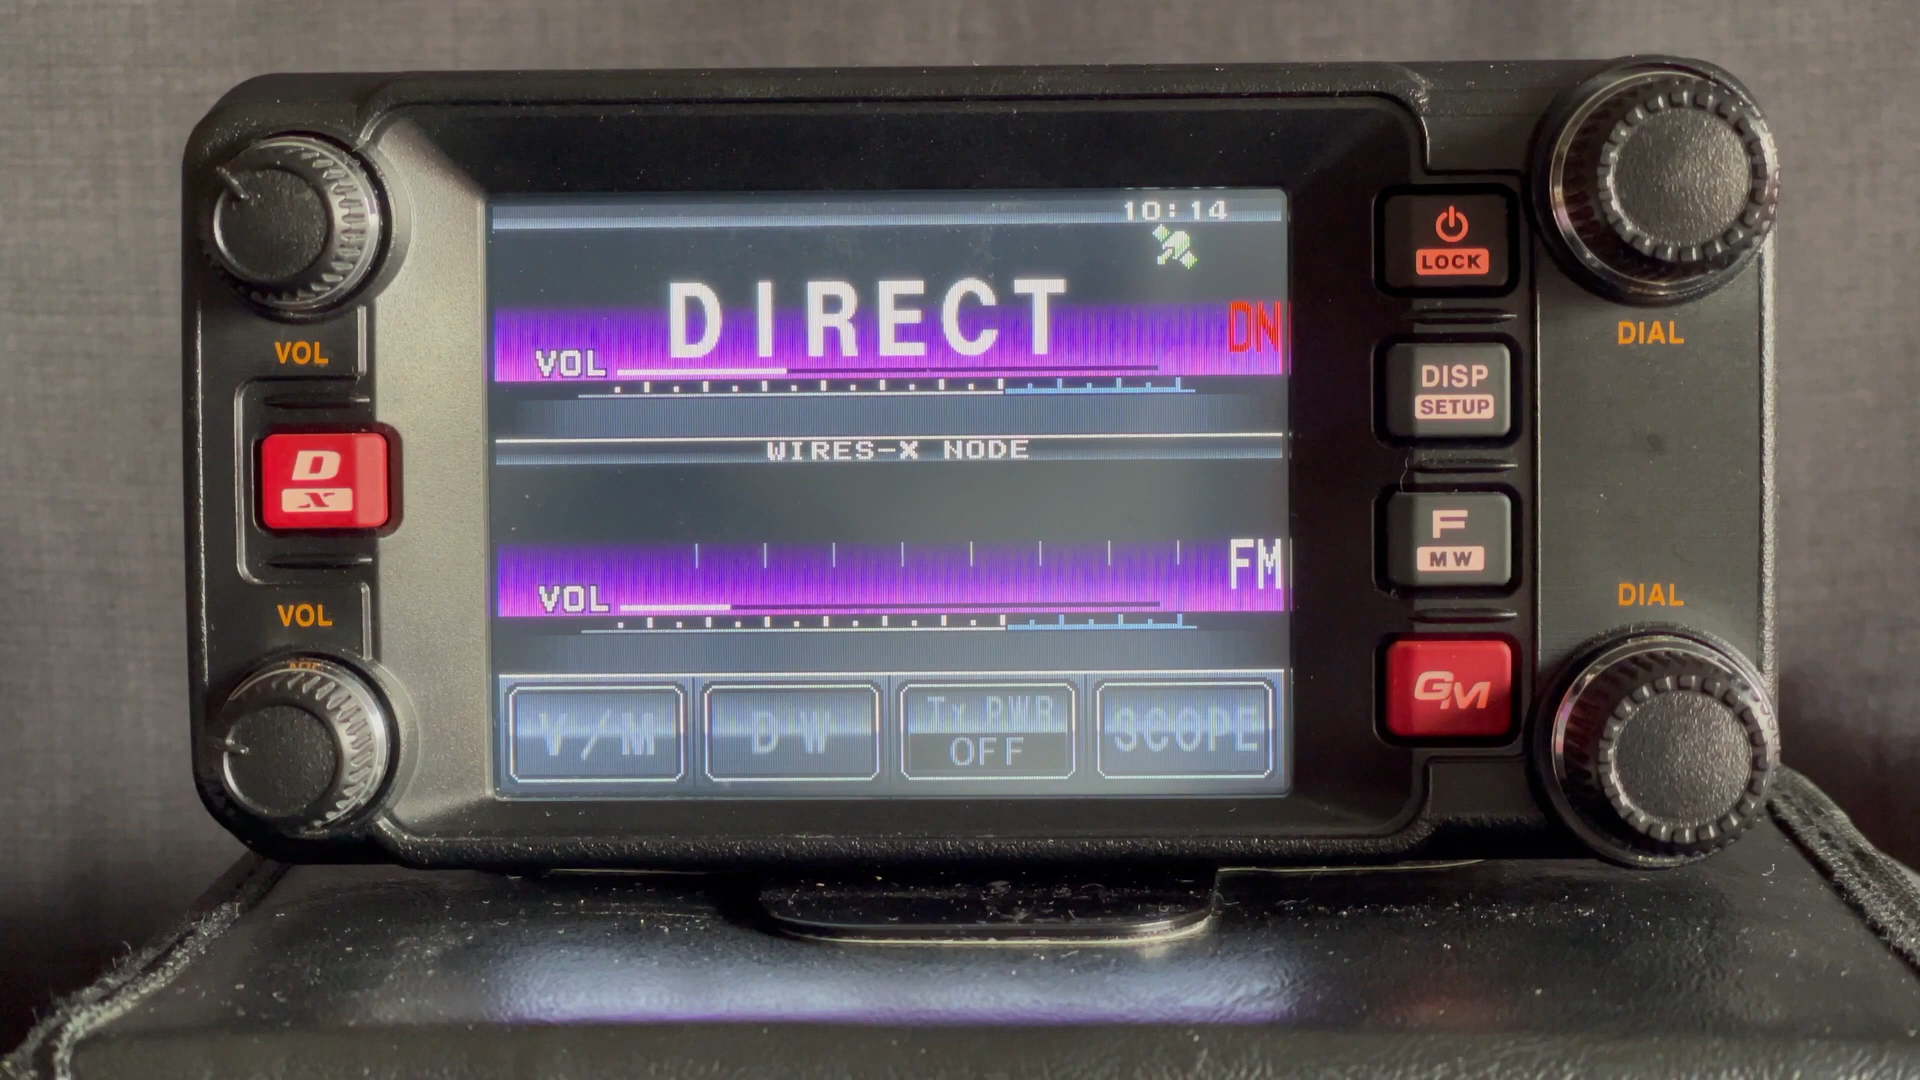 10:14
DIRECT
DN
VOL
WIRES-X NODE
FM
VOL
V/M
D W
Tx PWR
OFF
SCOPE
VOL
D
X
VOL
LOCK
DISP
SETUP
F
MW
GM
DIAL
DIAL